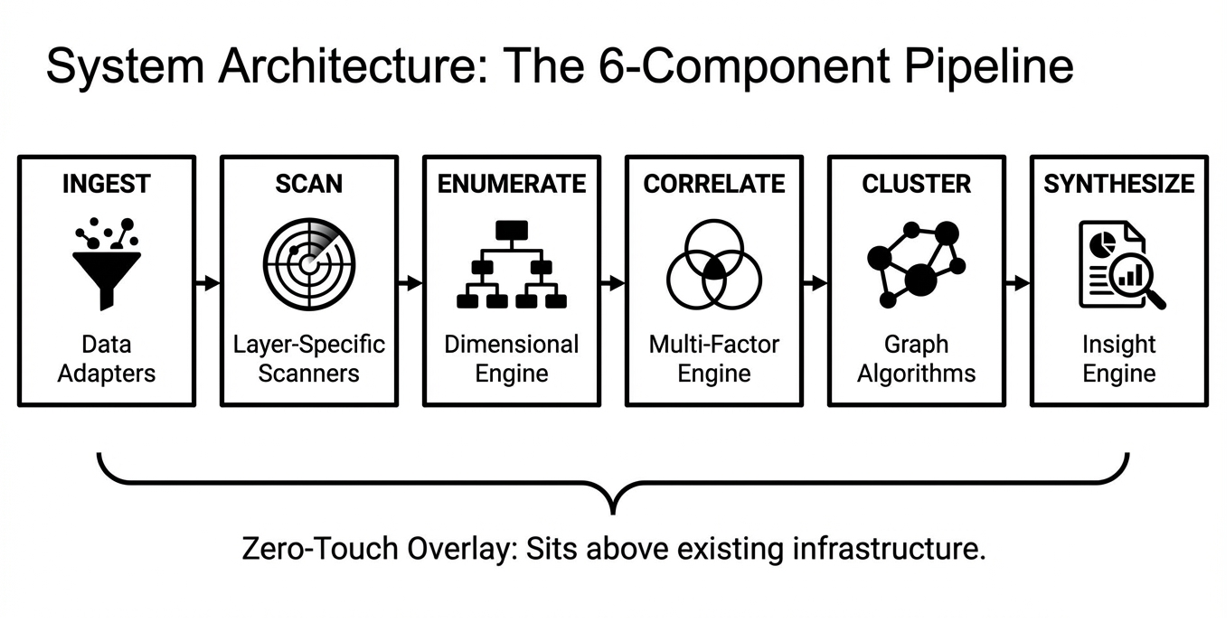 System Architecture: The 6-Component Pipeline
INGEST
Data
Adapters
SCAN
Layer-Specific
Scanners
ENUMERATE
Dimensional
Engine
CORRELATE
Multi-Factor
Engine
CLUSTER
Graph
Algorithms
SYNTHESIZE
Insight
Engine
Zero-Touch Overlay: Sits above existing infrastructure.